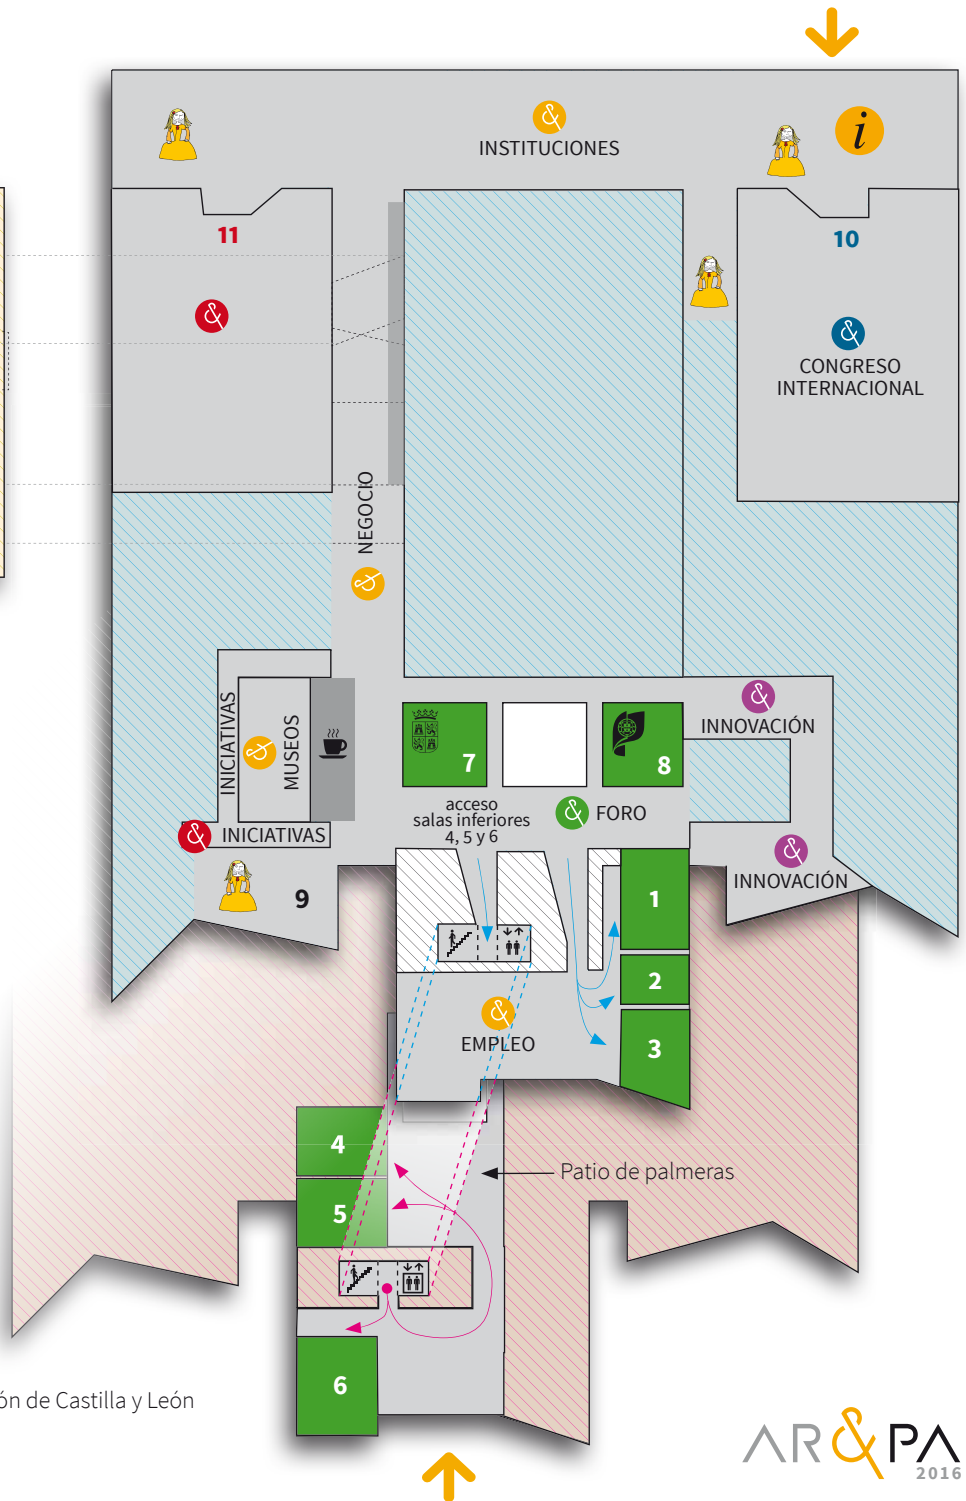 &
INSTITUCIONES
i
11
10
&
&
CONGRESO
INTERNACIONAL
NEGOCIO
&
INICIATIVAS
&
MUSEOS
&
INNOVACIÓN
7
8
acceso
salas inferiores
4, 5 y 6
& FORO
& INICIATIVAS
&
INNOVACIÓN
9
1
2
3
&
EMPLEO
4
Patio de palmeras
5
6
ón de Castilla y León
AR&PA
2016